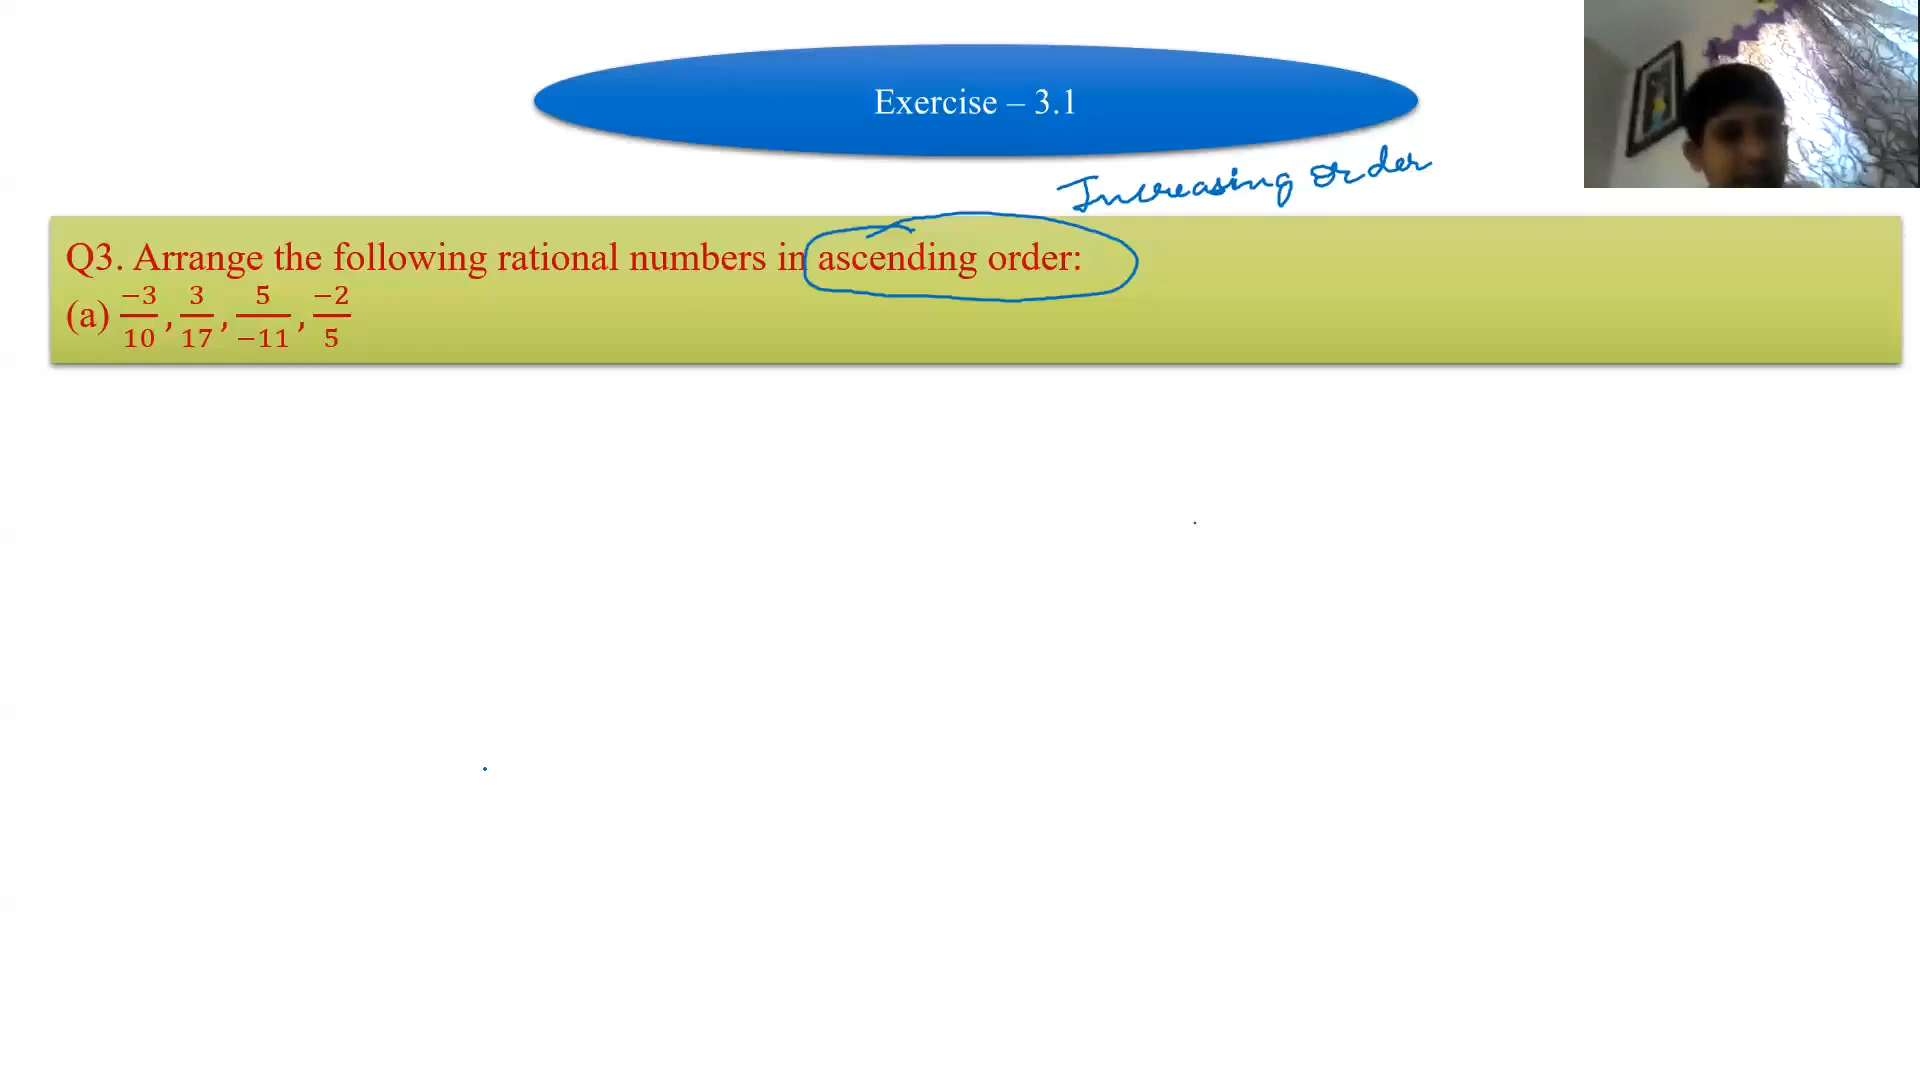 Exercise – 3.1
Increasing order
Q3. Arrange the following rational numbers in ascending order:
(a) −3/10, 3/17, 5/−11, −2/5